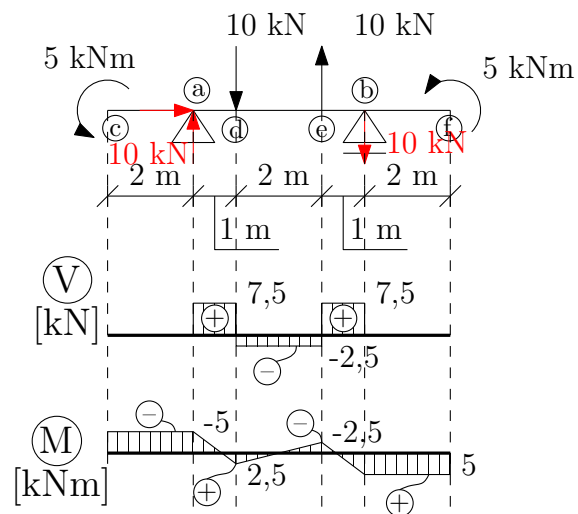 10 kN 10 kN
5 kNm 5 kNm
a b
c d e f
10 kN 10 kN
2 m 2 m 2 m
1 m 1 m
V 7,5 7,5
[kN] + +
− -2,5
− -5 − -2,5
M 2,5 5
[kNm] + +